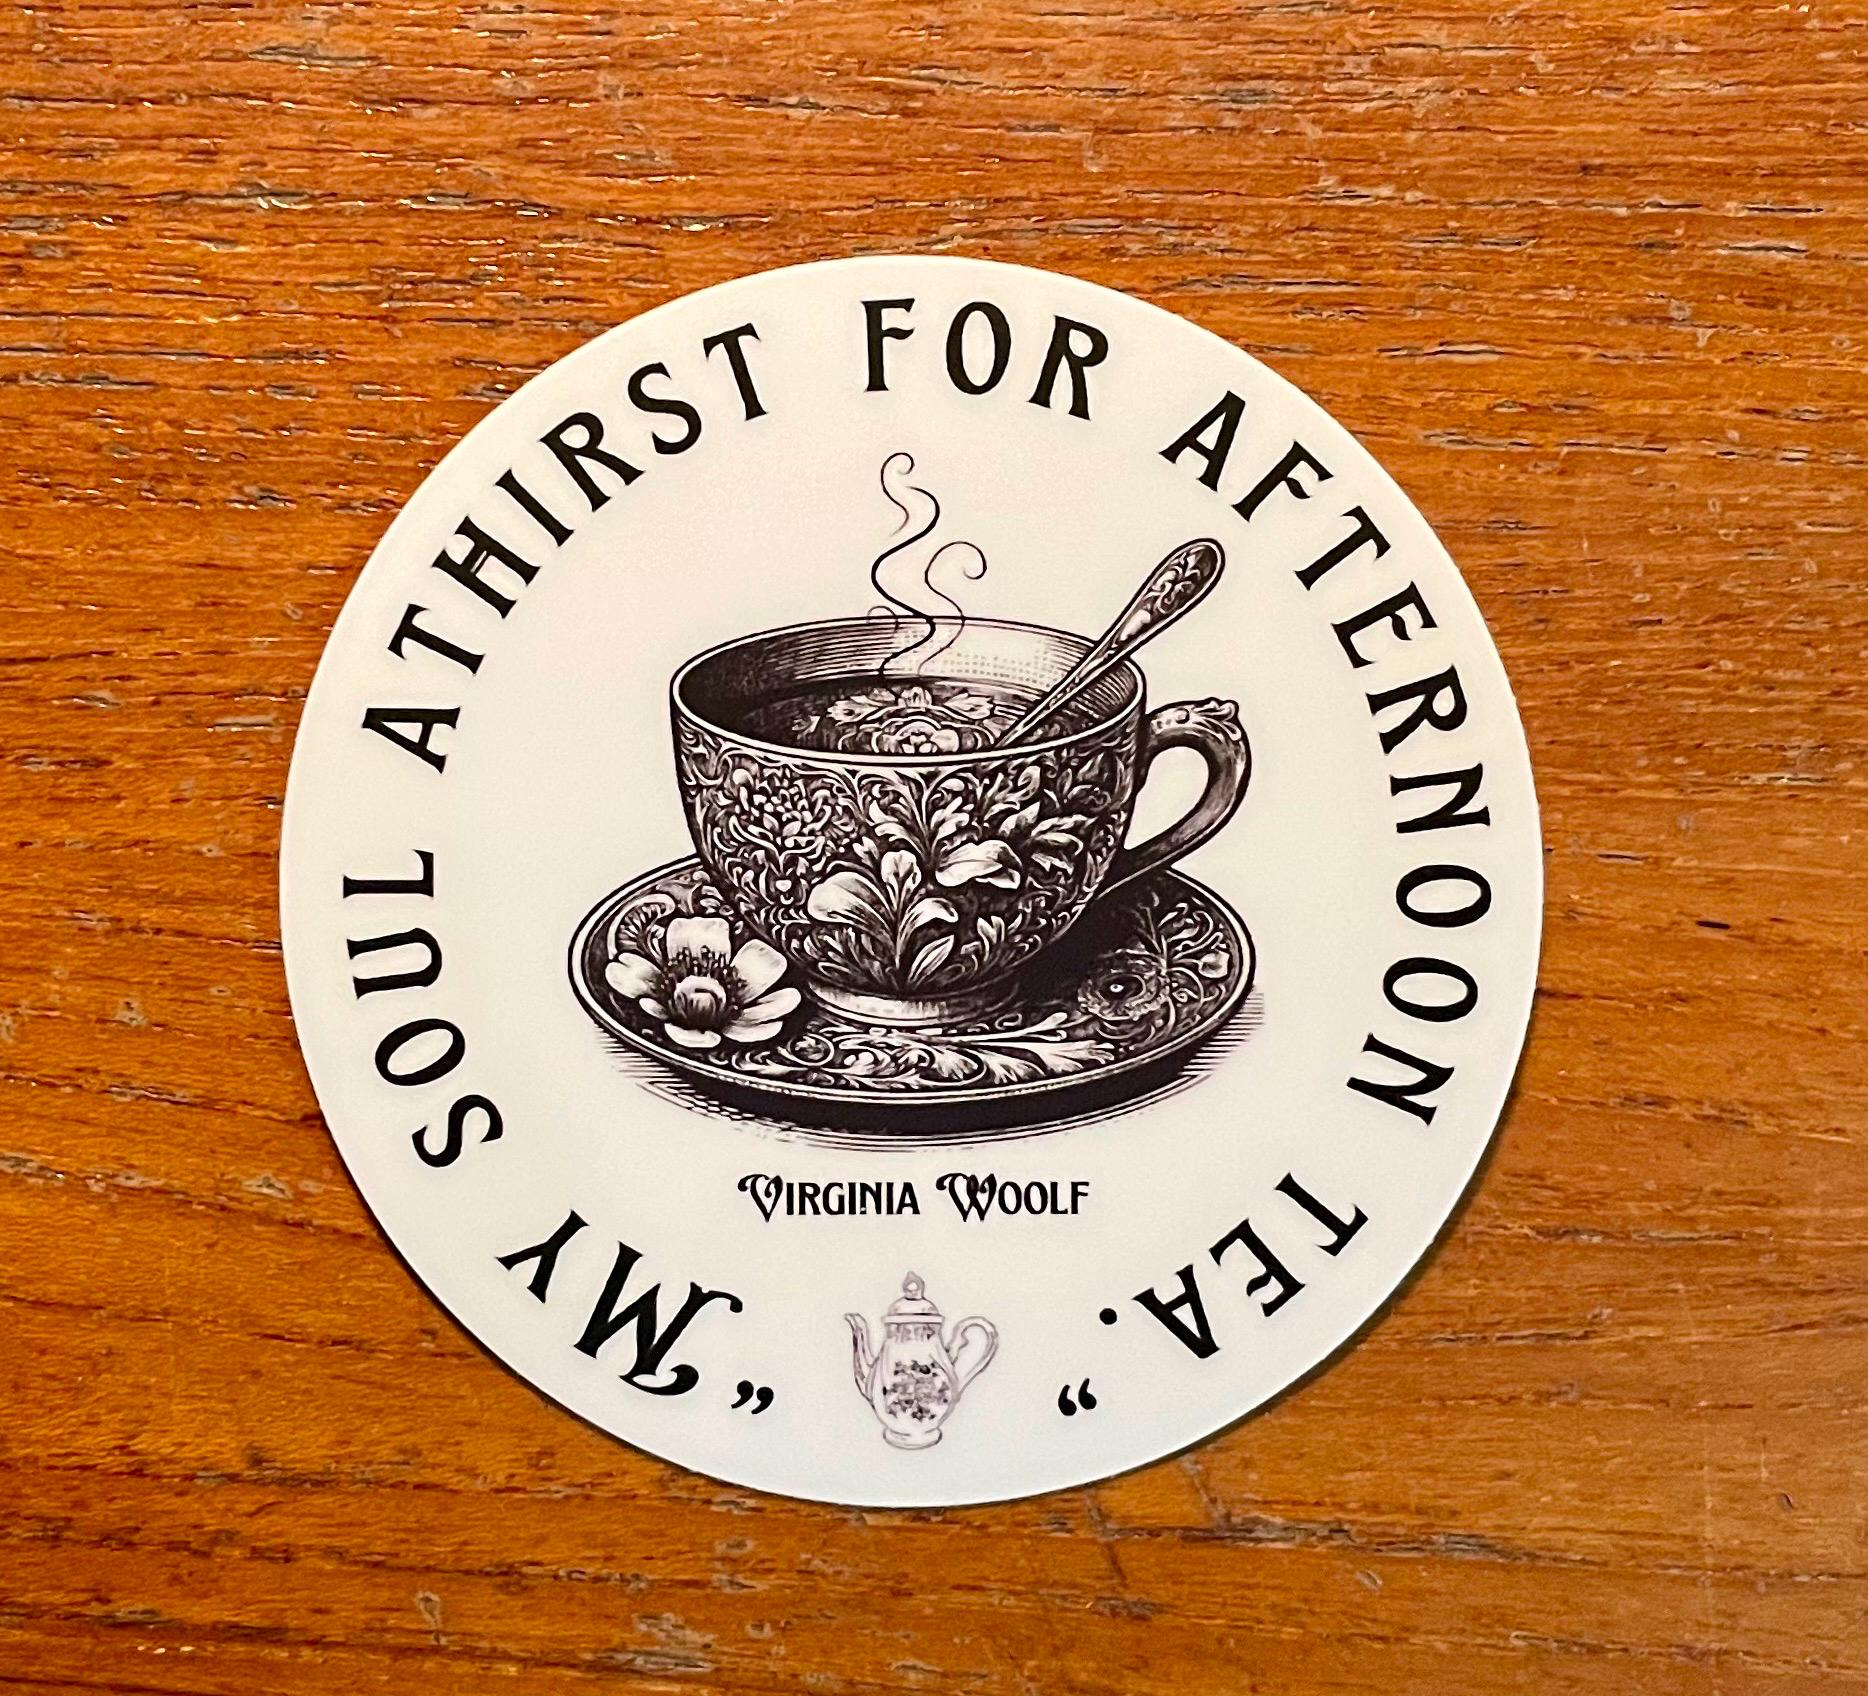 "My soul athirst for afternoon tea."
Virginia Woolf